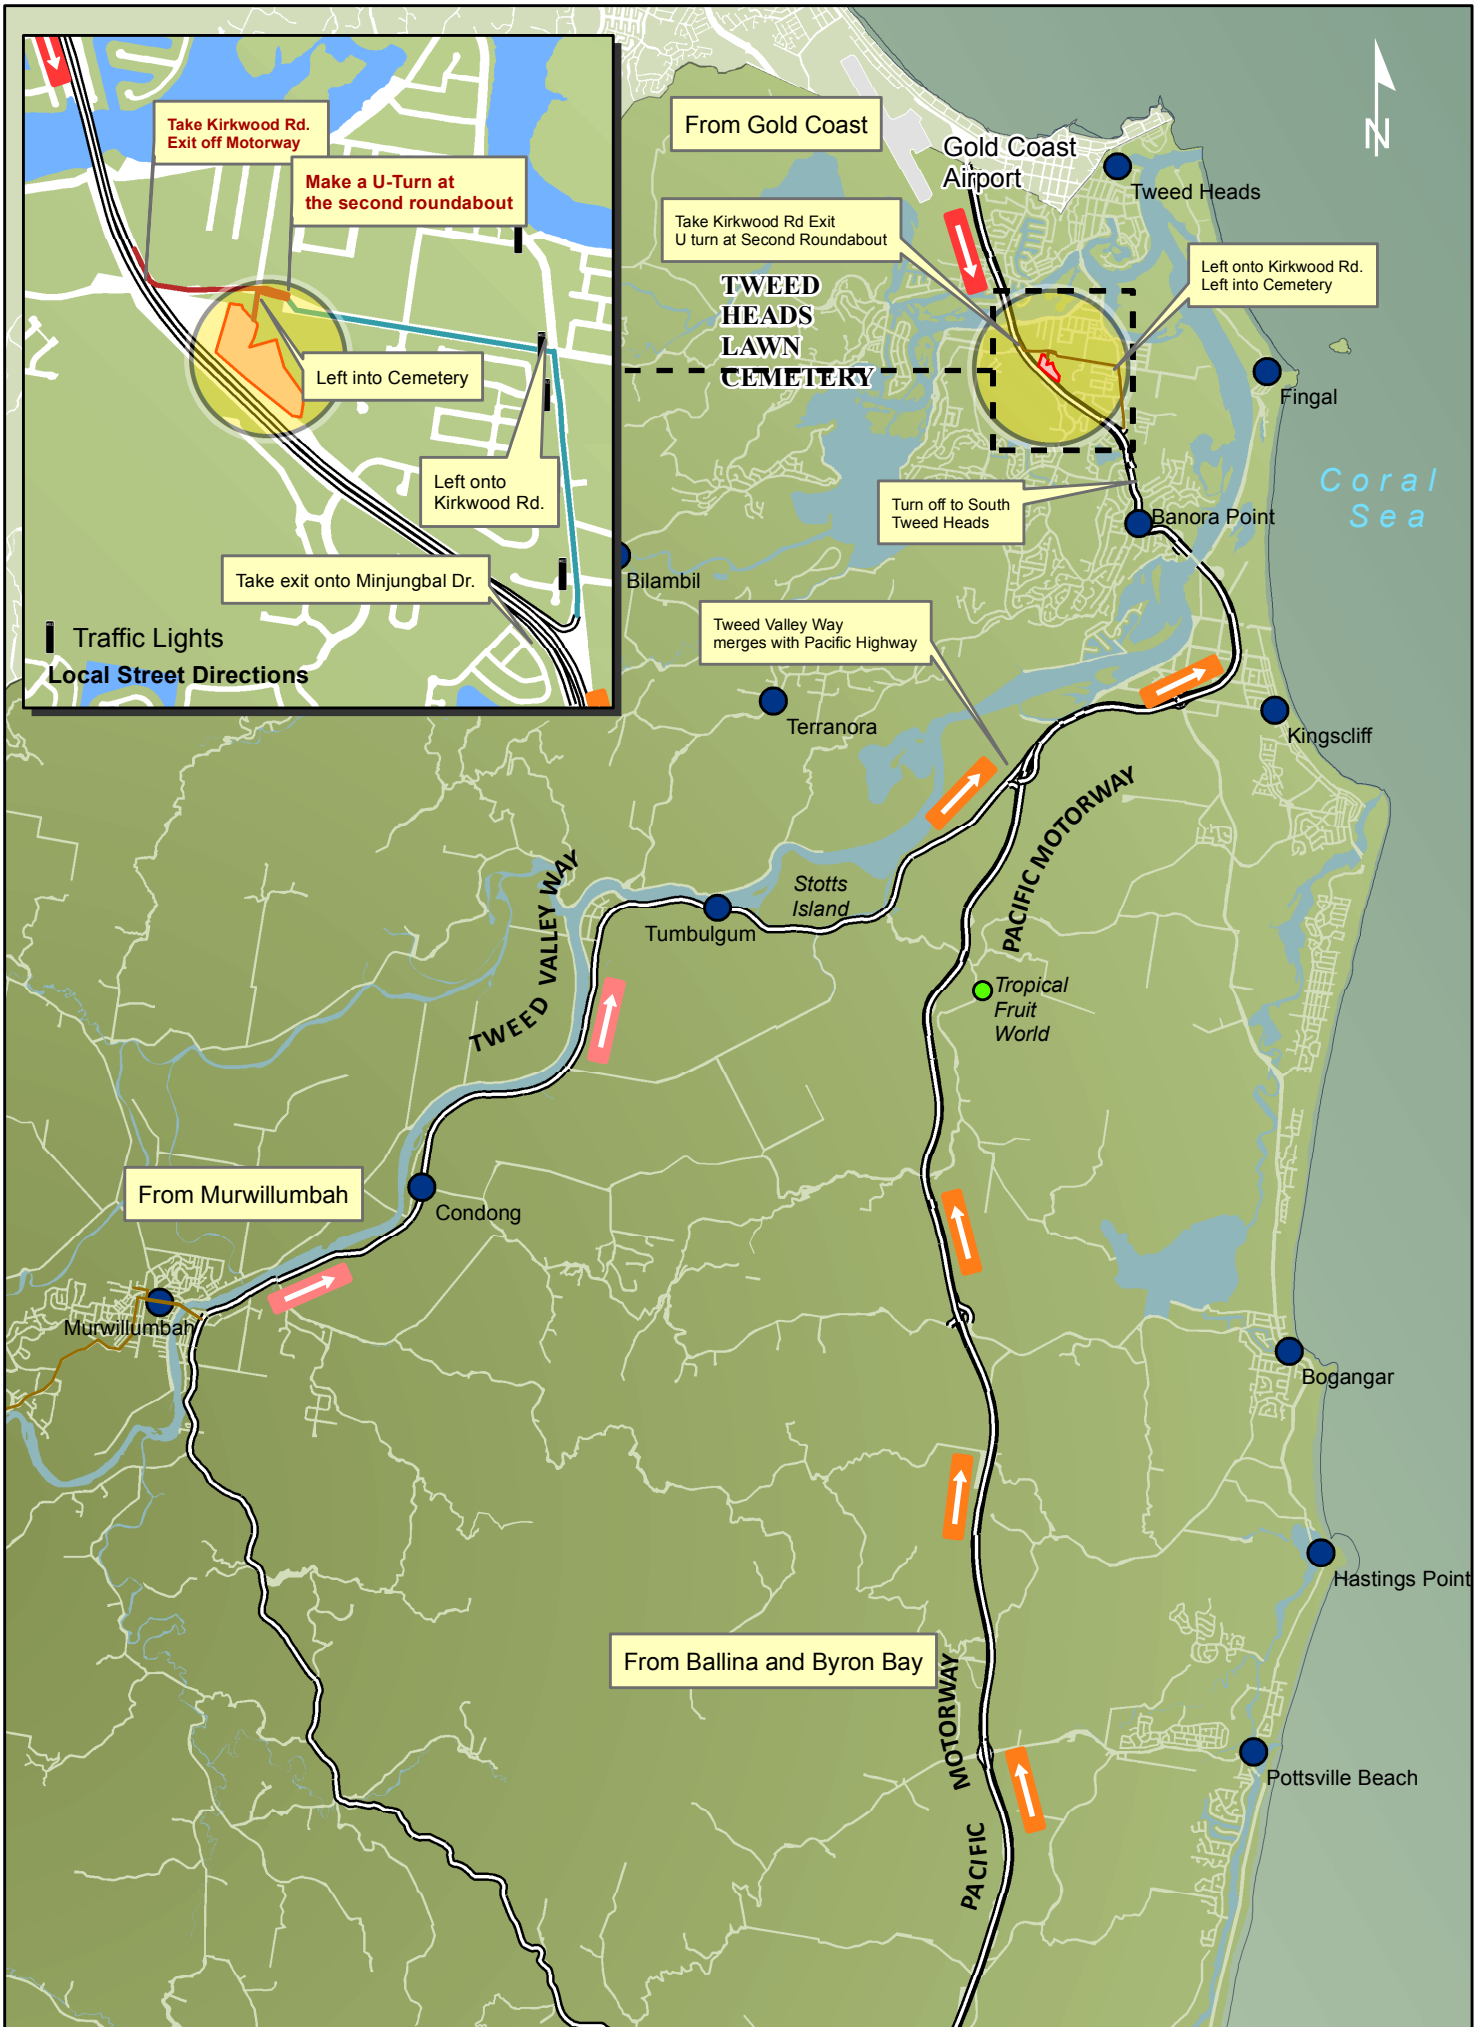 Take Kirkwood Rd.
Exit off Motorway
Make a U-Turn at
the second roundabout
Left into Cemetery
Left onto
Kirkwood Rd.
Take exit onto Minjungbal Dr.
Traffic Lights
Local Street Directions
From Gold Coast
Gold Coast
Airport
N
Tweed Heads
Take Kirkwood Rd Exit
U turn at Second Roundabout
Left onto Kirkwood Rd.
Left into Cemetery
TWEED
HEADS
LAWN
CEMETERY
Fingal
Coral
Sea
Turn off to South
Tweed Heads
Banora Point
Bilambil
Tweed Valley Way
merges with Pacific Highway
Terranora
Kingscliff
PACIFIC MOTORWAY
TWEED VALLEY WAY
Stotts
Island
Tumbulgum
Tropical
Fruit
World
From Murwillumbah
Condong
Murwillumbah
Bogangar
Hastings Point
From Ballina and Byron Bay
PACIFIC MOTORWAY
Pottsville Beach